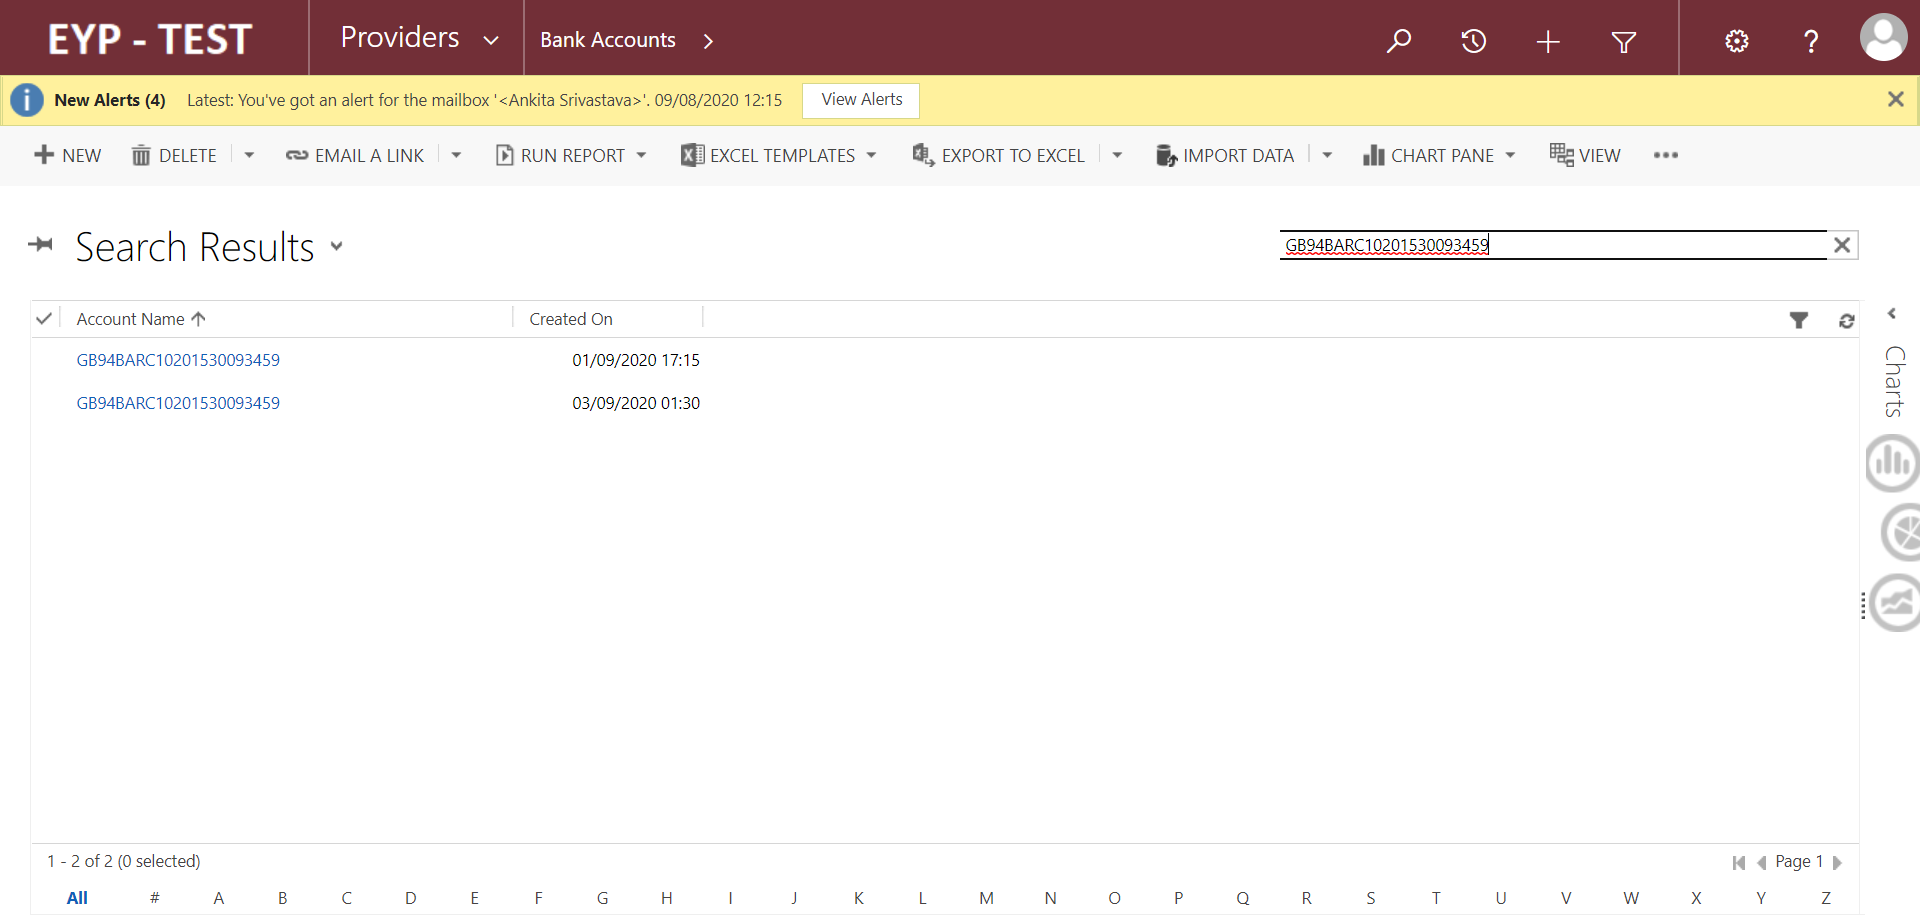 EYP - TEST Providers Bank Accounts
New Alerts (4) Latest: You've got an alert for the mailbox '<Ankita Srivastava>'. 09/08/2020 12:15 View Alerts
NEW DELETE EMAIL A LINK RUN REPORT EXCEL TEMPLATES EXPORT TO EXCEL IMPORT DATA CHART PANE VIEW
Search Results GB94BARC10201530093459
Account Name Created On
GB94BARC10201530093459 01/09/2020 17:15
GB94BARC10201530093459 03/09/2020 01:30
Charts
1 - 2 of 2 (0 selected) Page 1
All # A B C D E F G H I J K L M N O P Q R S T U V W X Y Z